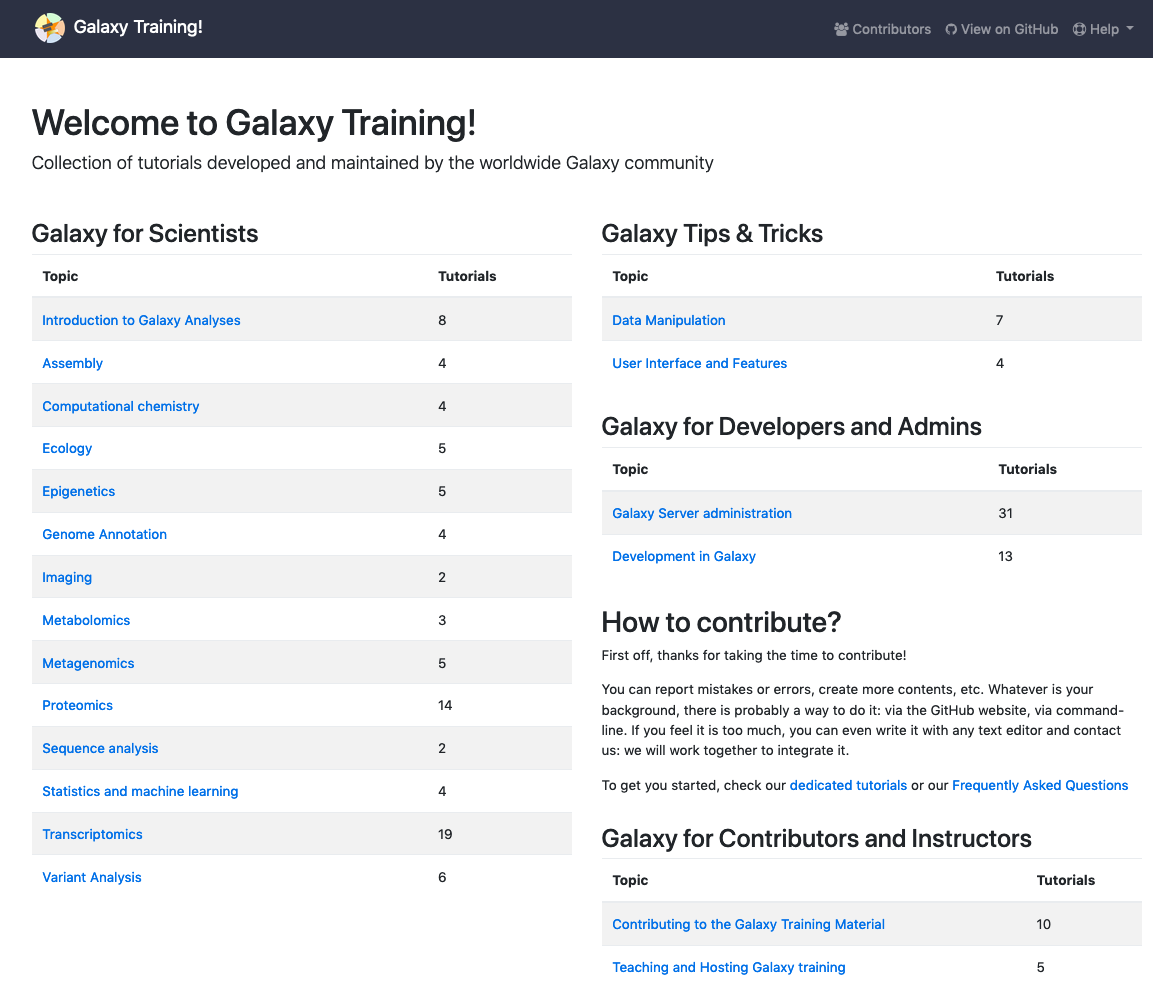 Galaxy Training!
Contributors
View on GitHub
Help
Welcome to Galaxy Training!
Collection of tutorials developed and maintained by the worldwide Galaxy community
Galaxy for Scientists
Topic Tutorials
Introduction to Galaxy Analyses 8
Assembly 4
Computational chemistry 4
Ecology 5
Epigenetics 5
Genome Annotation 4
Imaging 2
Metabolomics 3
Metagenomics 5
Proteomics 14
Sequence analysis 2
Statistics and machine learning 4
Transcriptomics 19
Variant Analysis 6
Galaxy Tips & Tricks
Topic Tutorials
Data Manipulation 7
User Interface and Features 4
Galaxy for Developers and Admins
Topic Tutorials
Galaxy Server administration 31
Development in Galaxy 13
How to contribute?
First off, thanks for taking the time to contribute!
You can report mistakes or errors, create more contents, etc. Whatever is your
background, there is probably a way to do it: via the GitHub website, via command-
line. If you feel it is too much, you can even write it with any text editor and contact
us: we will work together to integrate it.
To get you started, check our dedicated tutorials or our Frequently Asked Questions
Galaxy for Contributors and Instructors
Topic Tutorials
Contributing to the Galaxy Training Material 10
Teaching and Hosting Galaxy training 5